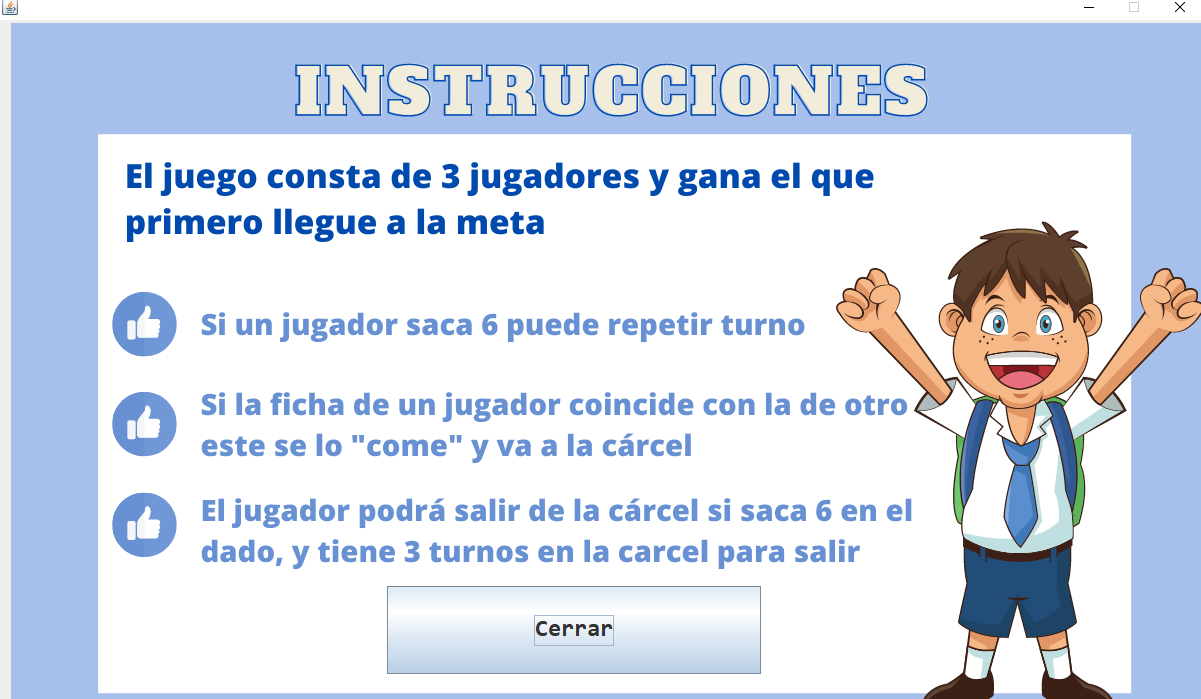 INSTRUCCIONES
El juego consta de 3 jugadores y gana el que
primero llegue a la meta
Si un jugador saca 6 puede repetir turno
Si la ficha de un jugador coincide con la de otro
este se lo "come" y va a la cárcel
El jugador podrá salir de la cárcel si saca 6 en el
dado, y tiene 3 turnos en la carcel para salir
Cerrar